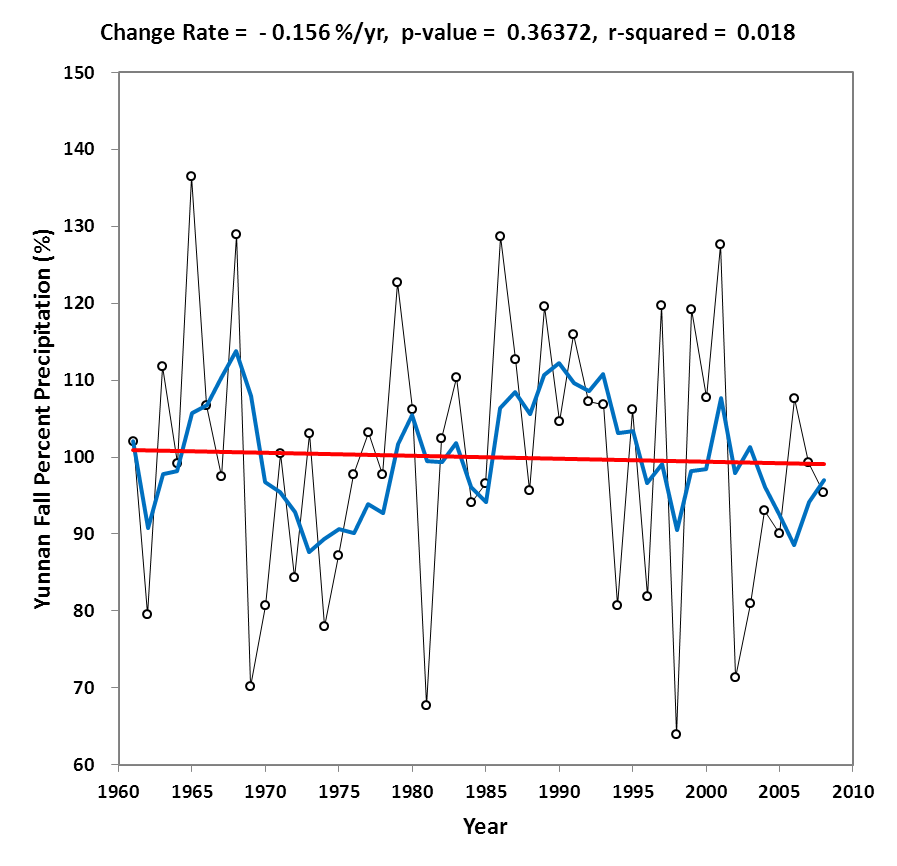 Change Rate = - 0.156 %/yr, p-value = 0.36372, r-squared = 0.018
150
140
130
120
110
100
90
80
70
60
Yunnan Fall Percent Precipitation (%)
1960 1965 1970 1975 1980 1985 1990 1995 2000 2005 2010
Year